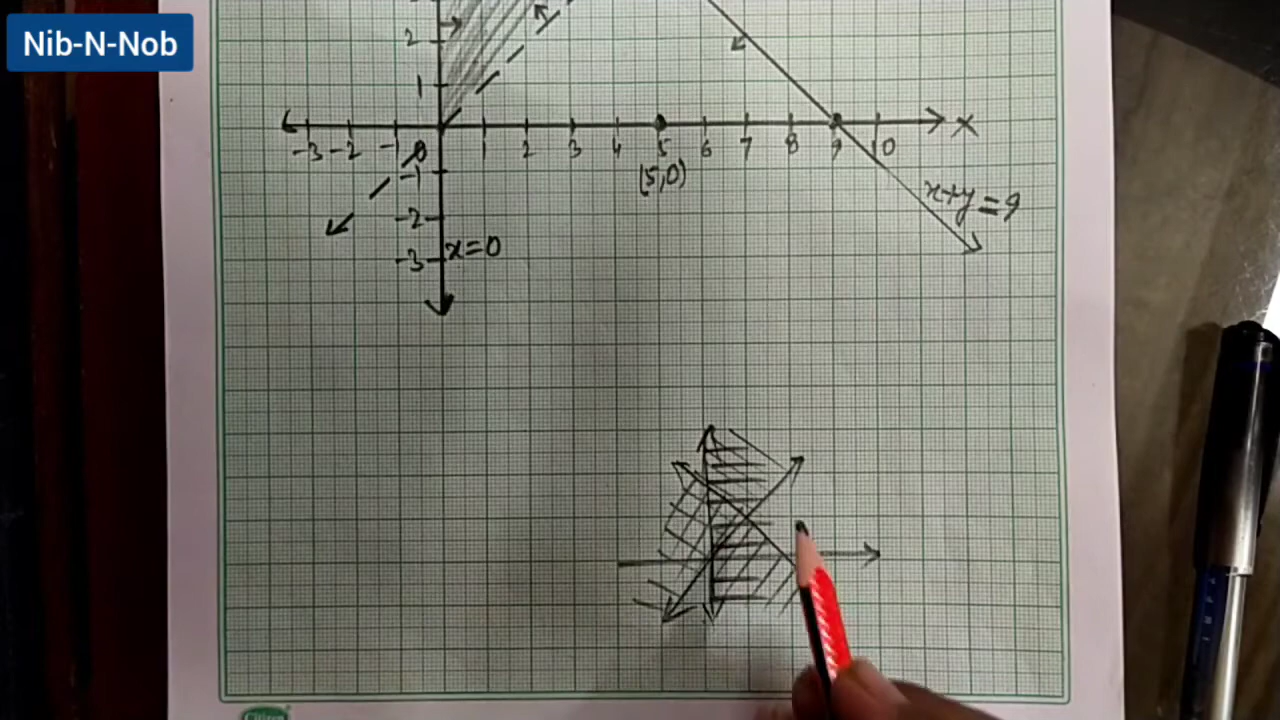 Nib-N-Nob
2
1
-3 -2 -1 0 1 2 3 4 5 6 7 8 9 10 x
(5,0)
-1
x+y=9
-2
x=0
-3